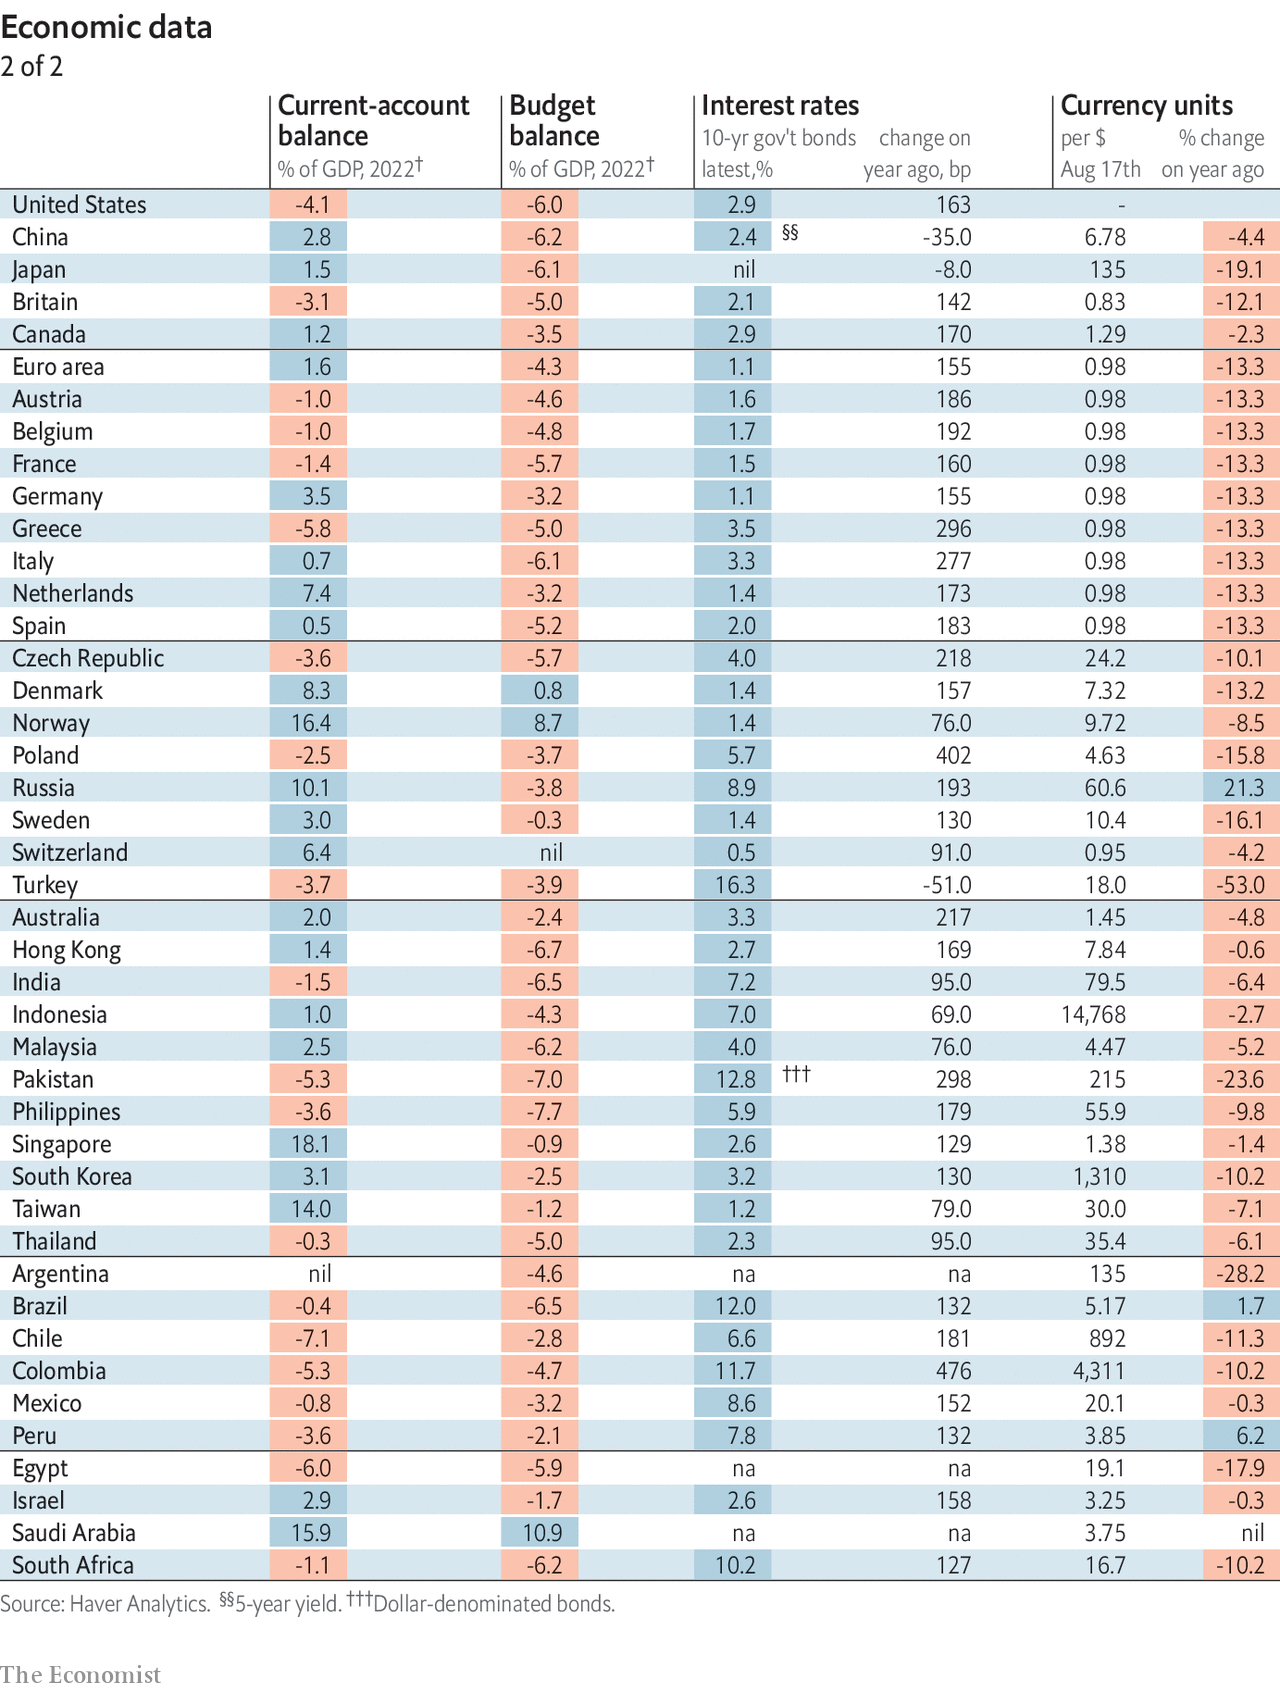 Economic data
2 of 2
Current-account balance % of GDP, 2022† Budget balance % of GDP, 2022† Interest rates 10-yr gov't bonds latest,% change on year ago, bp Currency units per $ Aug 17th % change on year ago
United States -4.1 -6.0 2.9 163 -
China 2.8 -6.2 2.4 §§ -35.0 6.78 -4.4
Japan 1.5 -6.1 nil -8.0 135 -19.1
Britain -3.1 -5.0 2.1 142 0.83 -12.1
Canada 1.2 -3.5 2.9 170 1.29 -2.3
Euro area 1.6 -4.3 1.1 155 0.98 -13.3
Austria -1.0 -4.6 1.6 186 0.98 -13.3
Belgium -1.0 -4.8 1.7 192 0.98 -13.3
France -1.4 -5.7 1.5 160 0.98 -13.3
Germany 3.5 -3.2 1.1 155 0.98 -13.3
Greece -5.8 -5.0 3.5 296 0.98 -13.3
Italy 0.7 -6.1 3.3 277 0.98 -13.3
Netherlands 7.4 -3.2 1.4 173 0.98 -13.3
Spain 0.5 -5.2 2.0 183 0.98 -13.3
Czech Republic -3.6 -5.7 4.0 218 24.2 -10.1
Denmark 8.3 0.8 1.4 157 7.32 -13.2
Norway 16.4 8.7 1.4 76.0 9.72 -8.5
Poland -2.5 -3.7 5.7 402 4.63 -15.8
Russia 10.1 -3.8 8.9 193 60.6 21.3
Sweden 3.0 -0.3 1.4 130 10.4 -16.1
Switzerland 6.4 nil 0.5 91.0 0.95 -4.2
Turkey -3.7 -3.9 16.3 -51.0 18.0 -53.0
Australia 2.0 -2.4 3.3 217 1.45 -4.8
Hong Kong 1.4 -6.7 2.7 169 7.84 -0.6
India -1.5 -6.5 7.2 95.0 79.5 -6.4
Indonesia 1.0 -4.3 7.0 69.0 14,768 -2.7
Malaysia 2.5 -6.2 4.0 76.0 4.47 -5.2
Pakistan -5.3 -7.0 12.8 ††† 298 215 -23.6
Philippines -3.6 -7.7 5.9 179 55.9 -9.8
Singapore 18.1 -0.9 2.6 129 1.38 -1.4
South Korea 3.1 -2.5 3.2 130 1,310 -10.2
Taiwan 14.0 -1.2 1.2 79.0 30.0 -7.1
Thailand -0.3 -5.0 2.3 95.0 35.4 -6.1
Argentina nil -4.6 na na 135 -28.2
Brazil -0.4 -6.5 12.0 132 5.17 1.7
Chile -7.1 -2.8 6.6 181 892 -11.3
Colombia -5.3 -4.7 11.7 476 4,311 -10.2
Mexico -0.8 -3.2 8.6 152 20.1 -0.3
Peru -3.6 -2.1 7.8 132 3.85 6.2
Egypt -6.0 -5.9 na na 19.1 -17.9
Israel 2.9 -1.7 2.6 158 3.25 -0.3
Saudi Arabia 15.9 10.9 na na 3.75 nil
South Africa -1.1 -6.2 10.2 127 16.7 -10.2
Source: Haver Analytics. §§5-year yield. †††Dollar-denominated bonds.
The Economist